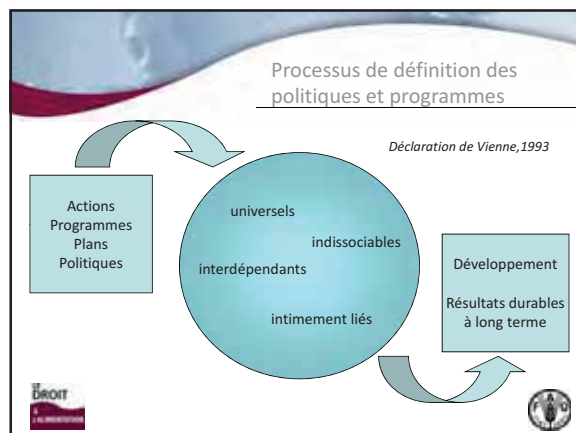 Processus de définition des
politiques et programmes
Déclaration de Vienne,1993
Actions
Programmes
Plans
Politiques
universels
indissociables
interdépendants
intimement liés
Développement
Résultats durables
à long terme
DROIT
L'ALIMENTATION
F A O